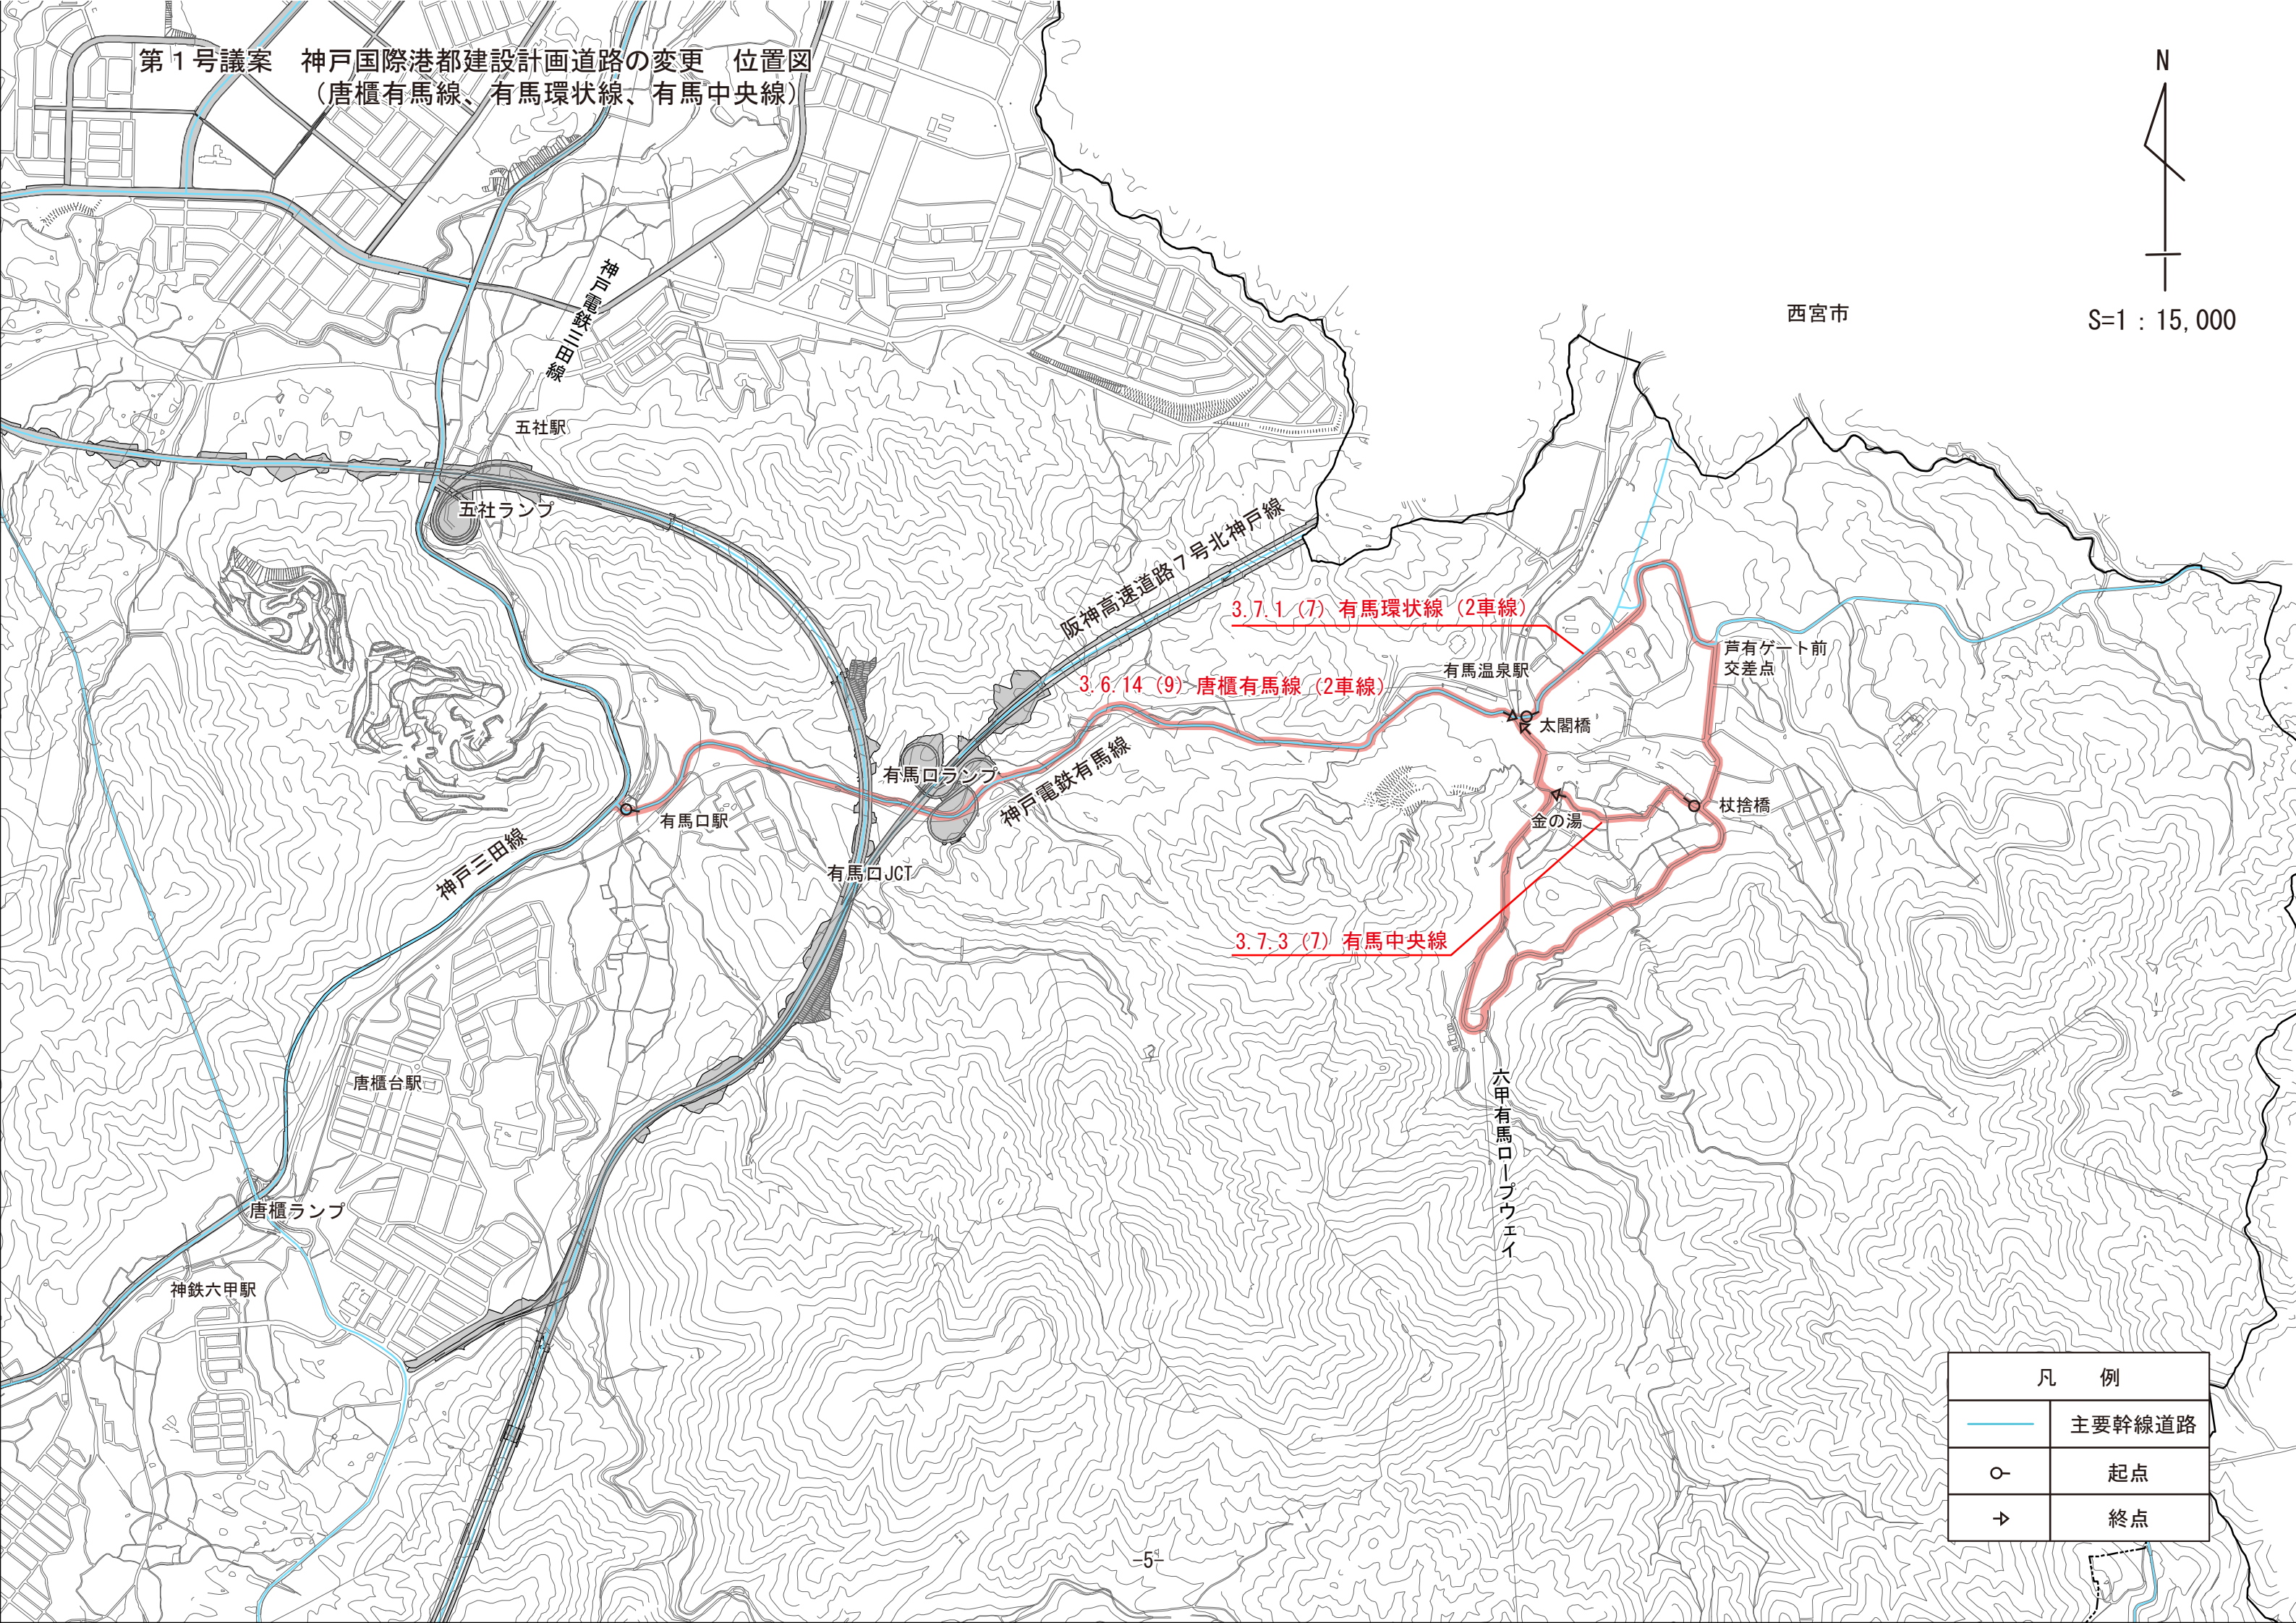 第１号議案　神戸国際港都建設計画道路の変更　位置図
（唐櫃有馬線、有馬環状線、有馬中央線）
N
S=1：15,000
西宮市
神戸電鉄三田線
五社駅
五社ランプ
阪神高速道路７号北神戸線
3.7.1（7）有馬環状線（2車線）
有馬温泉駅
芦有ゲート前
交差点
3.6.14（9）唐櫃有馬線（2車線）
太閤橋
有馬口ランプ
神戸電鉄有馬線
有馬口駅
杖捨橋
金の湯
神戸三田線
有馬口JCT
3.7.3（7）有馬中央線
唐櫃台駅
六甲有馬ロープウェイ
唐櫃ランプ
神鉄六甲駅
凡　例
主要幹線道路
起点
終点
-5-